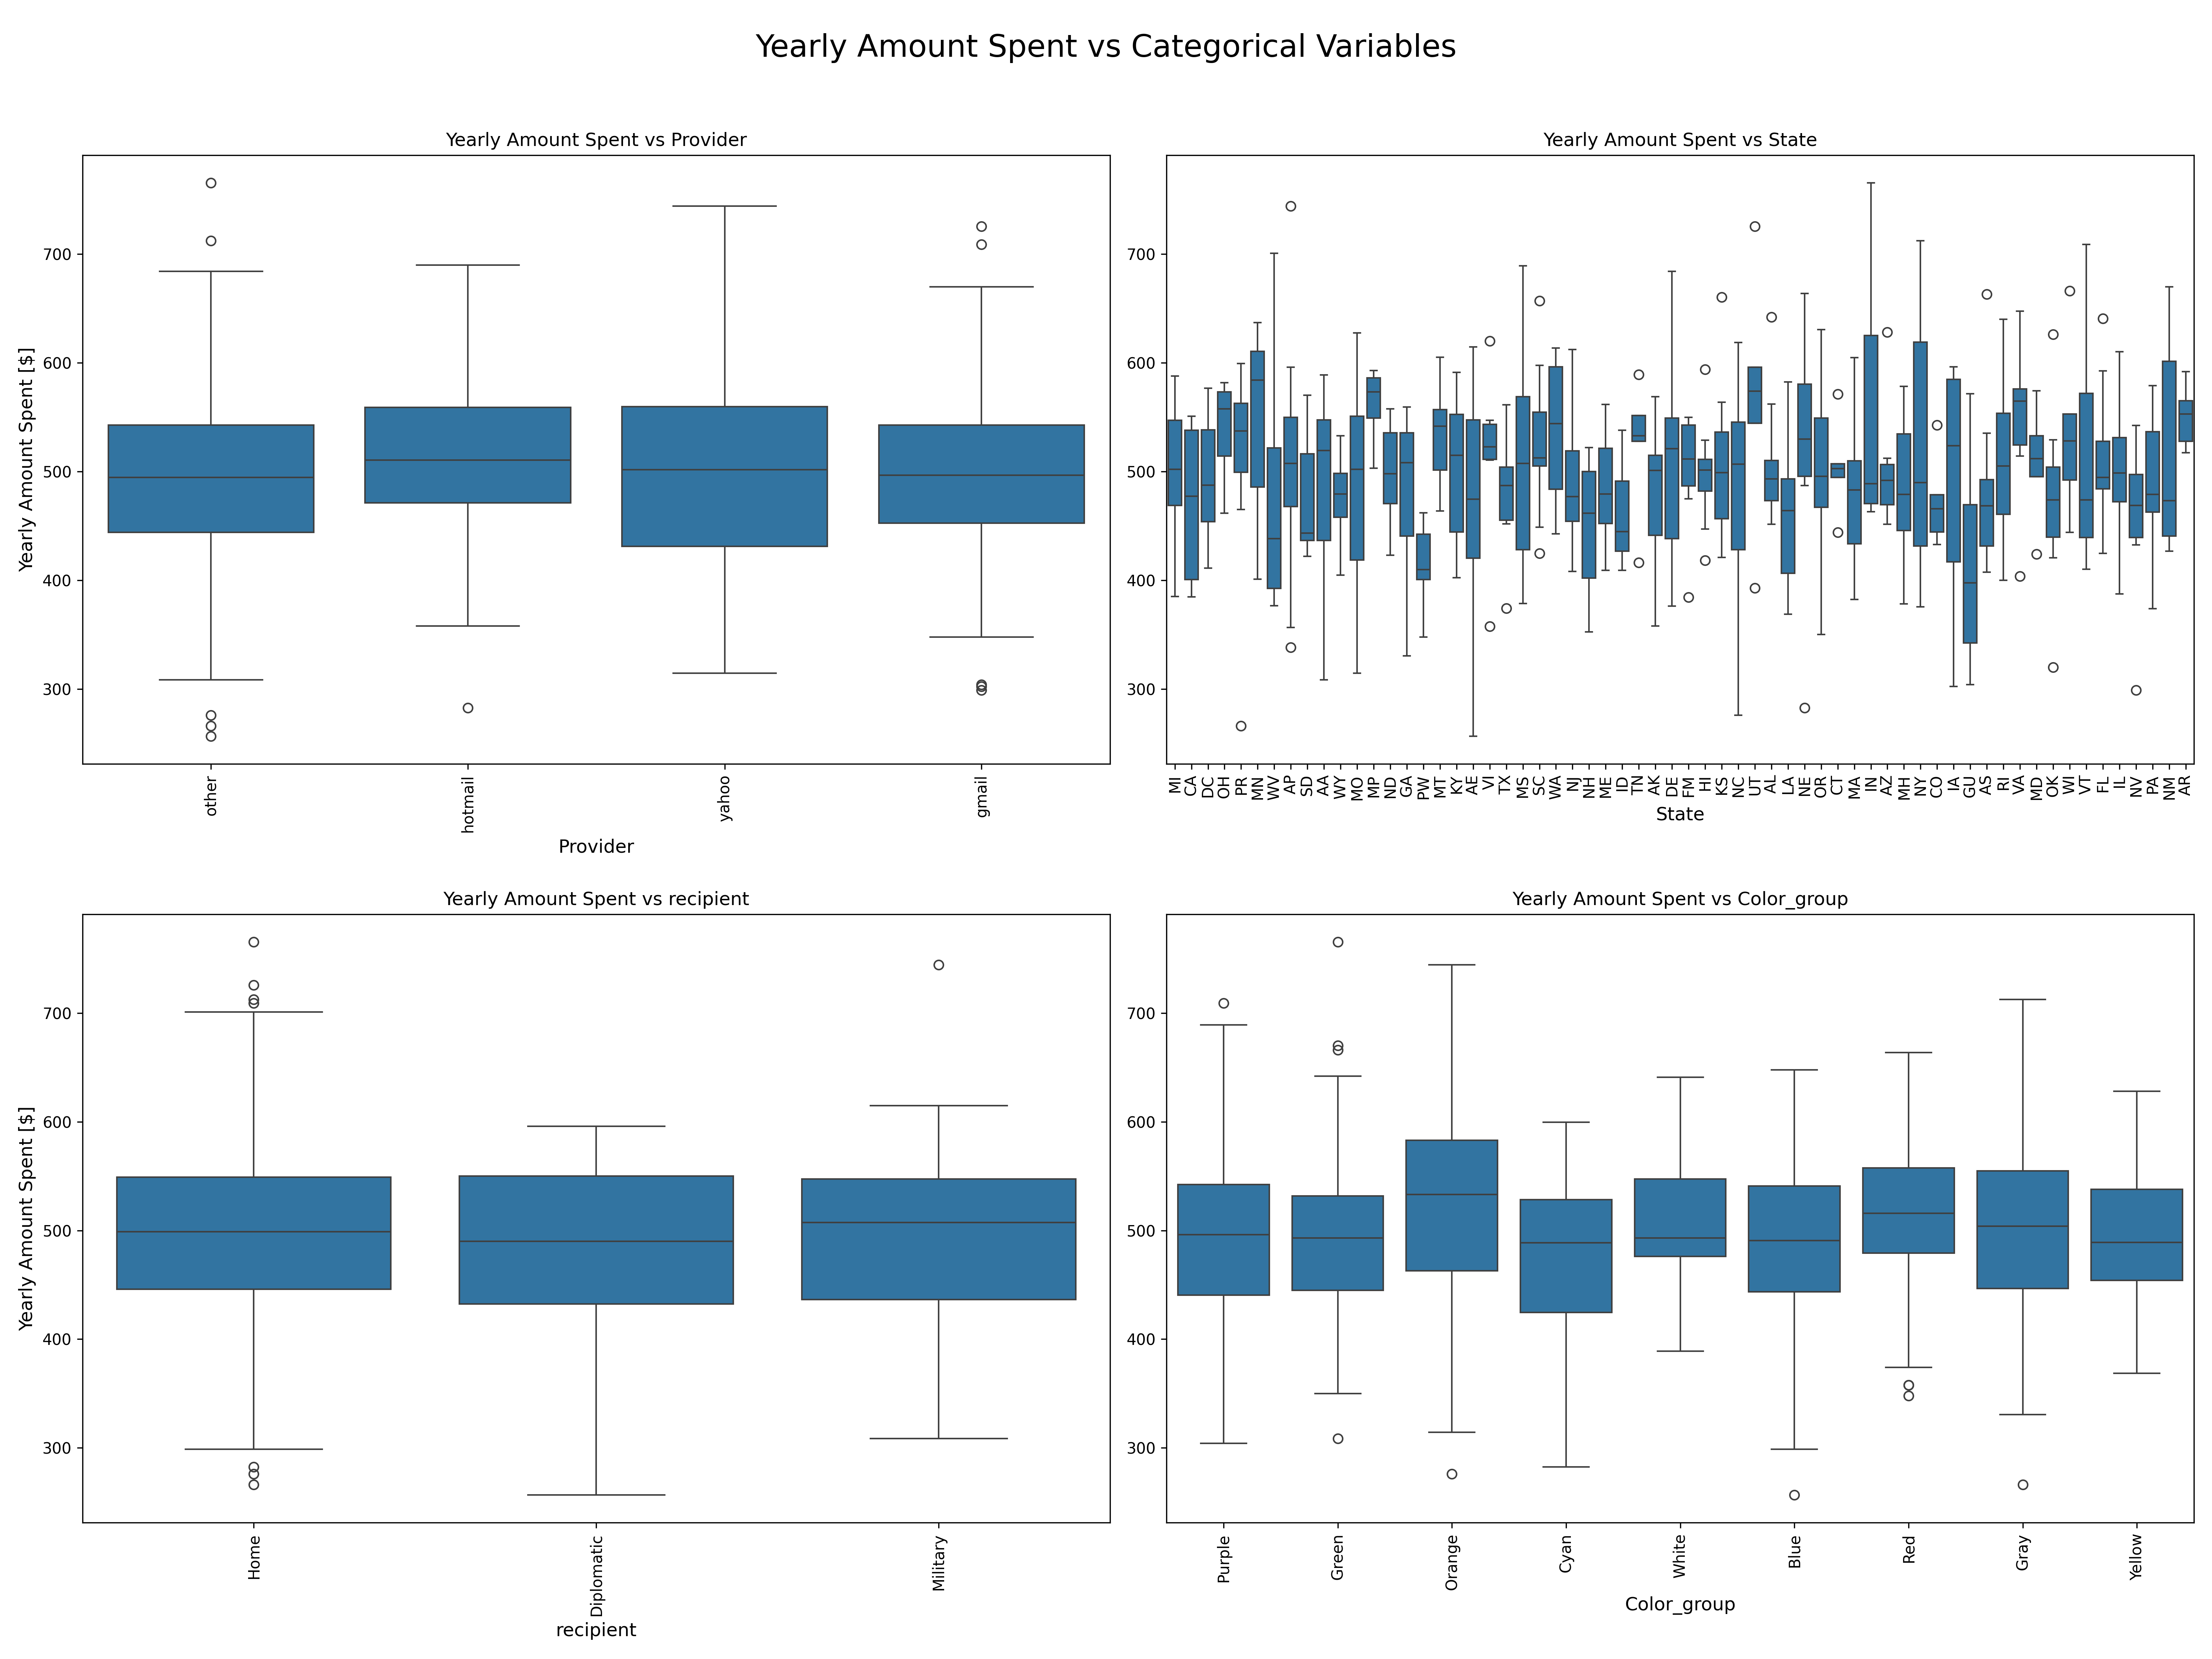 Yearly Amount Spent vs Categorical Variables
Yearly Amount Spent vs Provider
Yearly Amount Spent [$]
700
600
500
400
300
other
hotmail
yahoo
gmail
Provider
Yearly Amount Spent vs State
700
600
500
400
300
MI
CA
DC
OH
PR
MN
WV
AP
SD
AA
WY
MO
MP
ND
GA
PW
MT
KY
AE
VI
TX
MS
SC
WA
NJ
NH
ME
ID
TN
AK
DE
FM
HI
KS
NC
UT
AL
LA
NE
OR
CT
MA
IN
AZ
MH
NY
CO
IA
GU
AS
RI
VA
MD
OK
WI
VT
FL
IL
NV
PA
NM
AR
State
Yearly Amount Spent vs recipient
Yearly Amount Spent [$]
700
600
500
400
300
Home
Diplomatic
Military
recipient
Yearly Amount Spent vs Color_group
700
600
500
400
300
Purple
Green
Orange
Cyan
White
Blue
Red
Gray
Yellow
Color_group